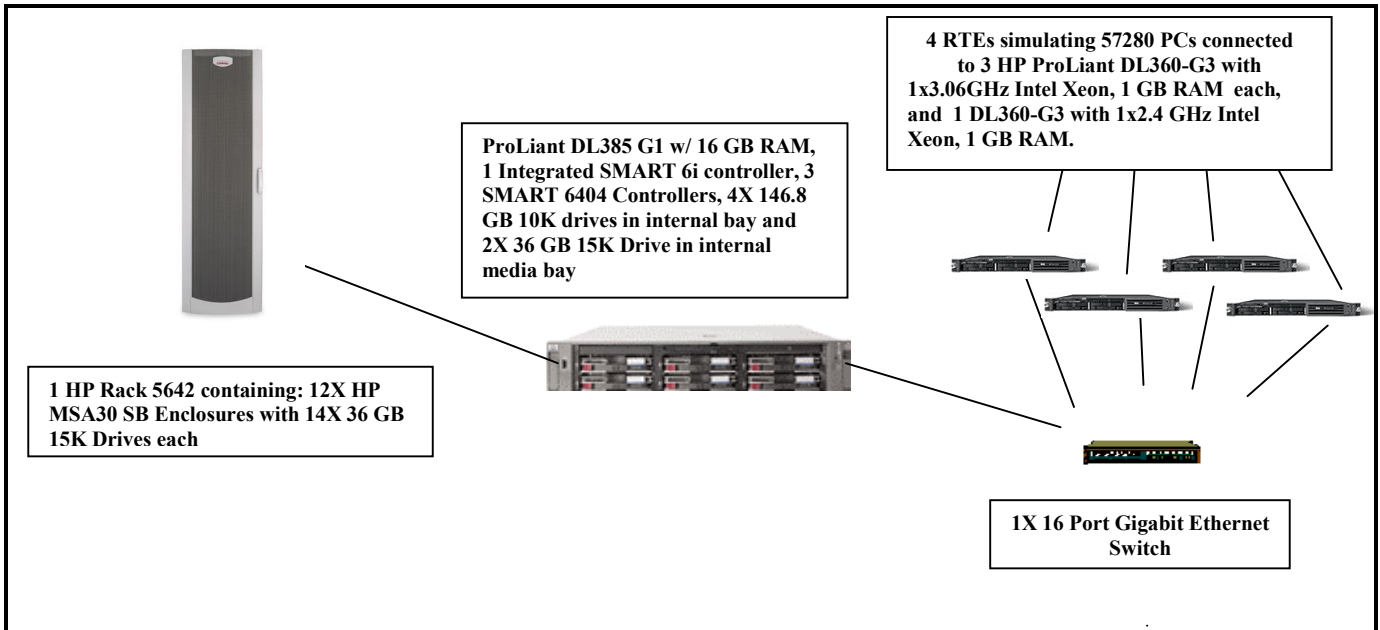 4 RTEs simulating 57280 PCs connected
to 3 HP ProLiant DL360-G3 with
1x3.06GHz Intel Xeon, 1 GB RAM each,
and 1 DL360-G3 with 1x2.4 GHz Intel
Xeon, 1 GB RAM.
ProLiant DL385 G1 w/ 16 GB RAM,
1 Integrated SMART 6i controller, 3
SMART 6404 Controllers, 4X 146.8
GB 10K drives in internal bay and
2X 36 GB 15K Drive in internal
media bay
1 HP Rack 5642 containing: 12X HP
MSA30 SB Enclosures with 14X 36 GB
15K Drives each
1X 16 Port Gigabit Ethernet
Switch